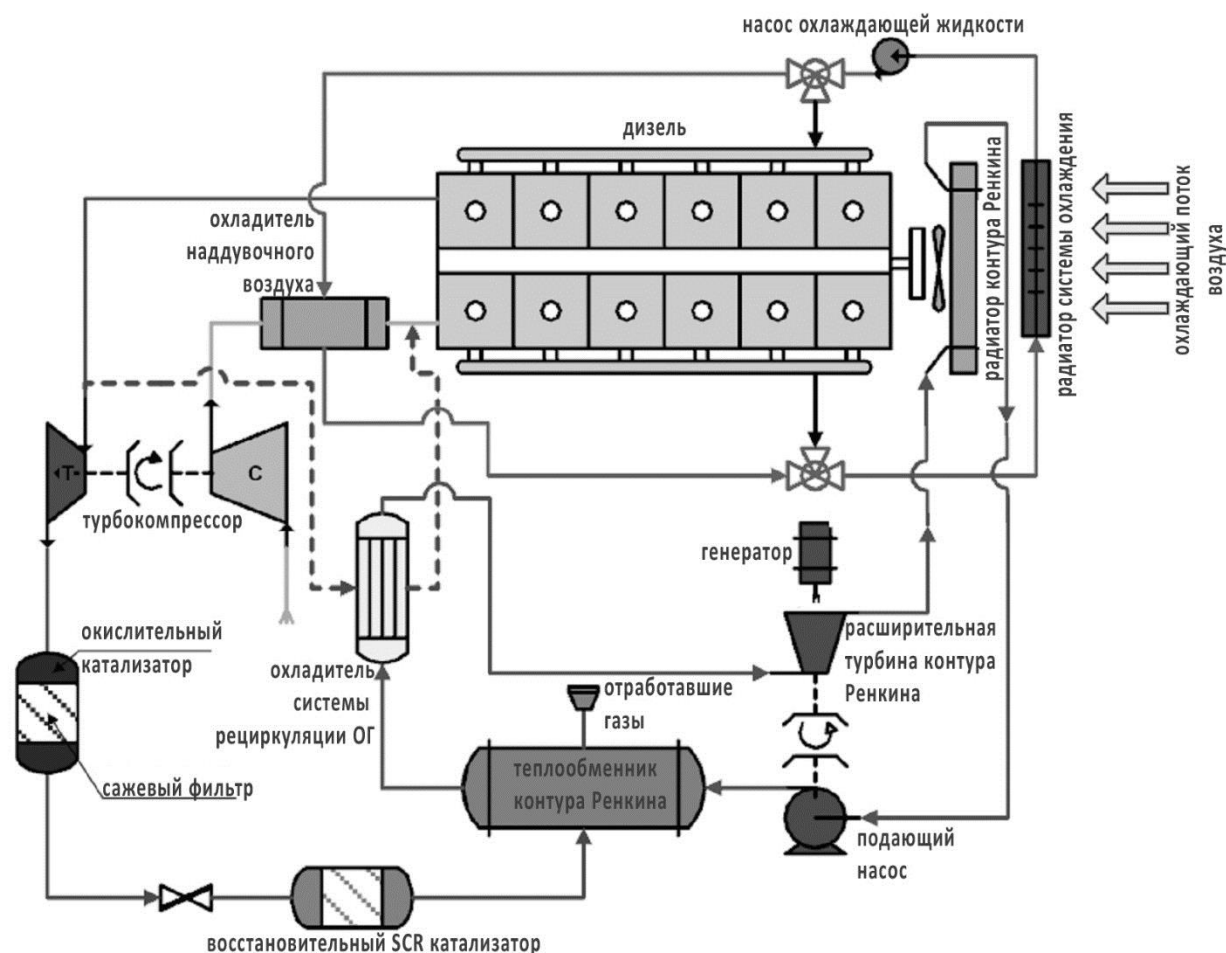 насос охлаждающей жидкости
дизель
охладитель
наддувочного
воздуха
радиатор контура Ренкина
радиатор системы охлаждения
охлаждающий поток
воздуха
T
C
турбокомпрессор
генератор
расширительная
турбина контура
Ренкина
окислительный
катализатор
охладитель
системы
рециркуляции ОГ
отработавшие
газы
теплообменник
контура Ренкина
сажевый фильтр
подающий
насос
восстановительный SCR катализатор